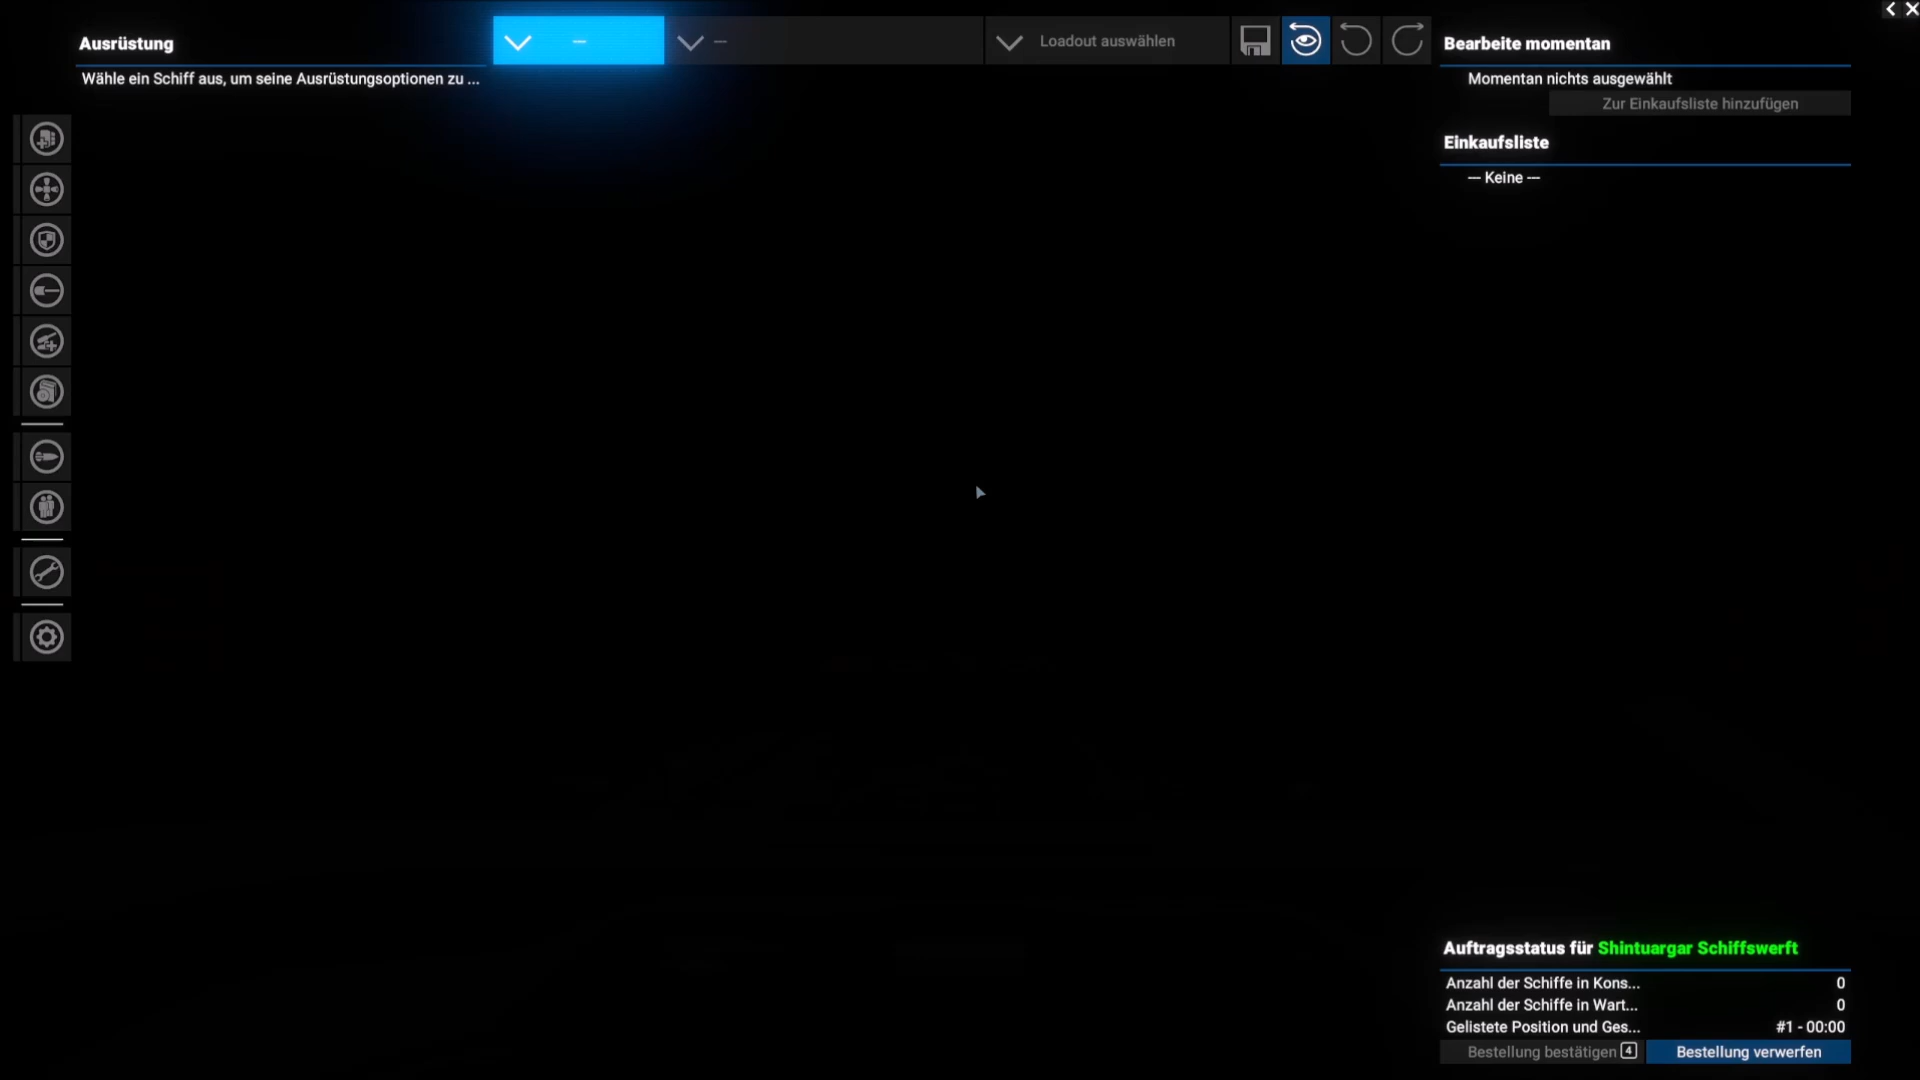 Ausrüstung
Wähle ein Schiff aus, um seine Ausrüstungsoptionen zu ...
—
—
Loadout auswählen
Bearbeite momentan
Momentan nichts ausgewählt
Zur Einkaufsliste hinzufügen
Einkaufsliste
--- Keine ---
Auftragsstatus für Shintuargar Schiffswerft
Anzahl der Schiffe in Kons... 0
Anzahl der Schiffe in Wart... 0
Gelistete Position und Ges... #1 - 00:00
Bestellung bestätigen 4
Bestellung verwerfen